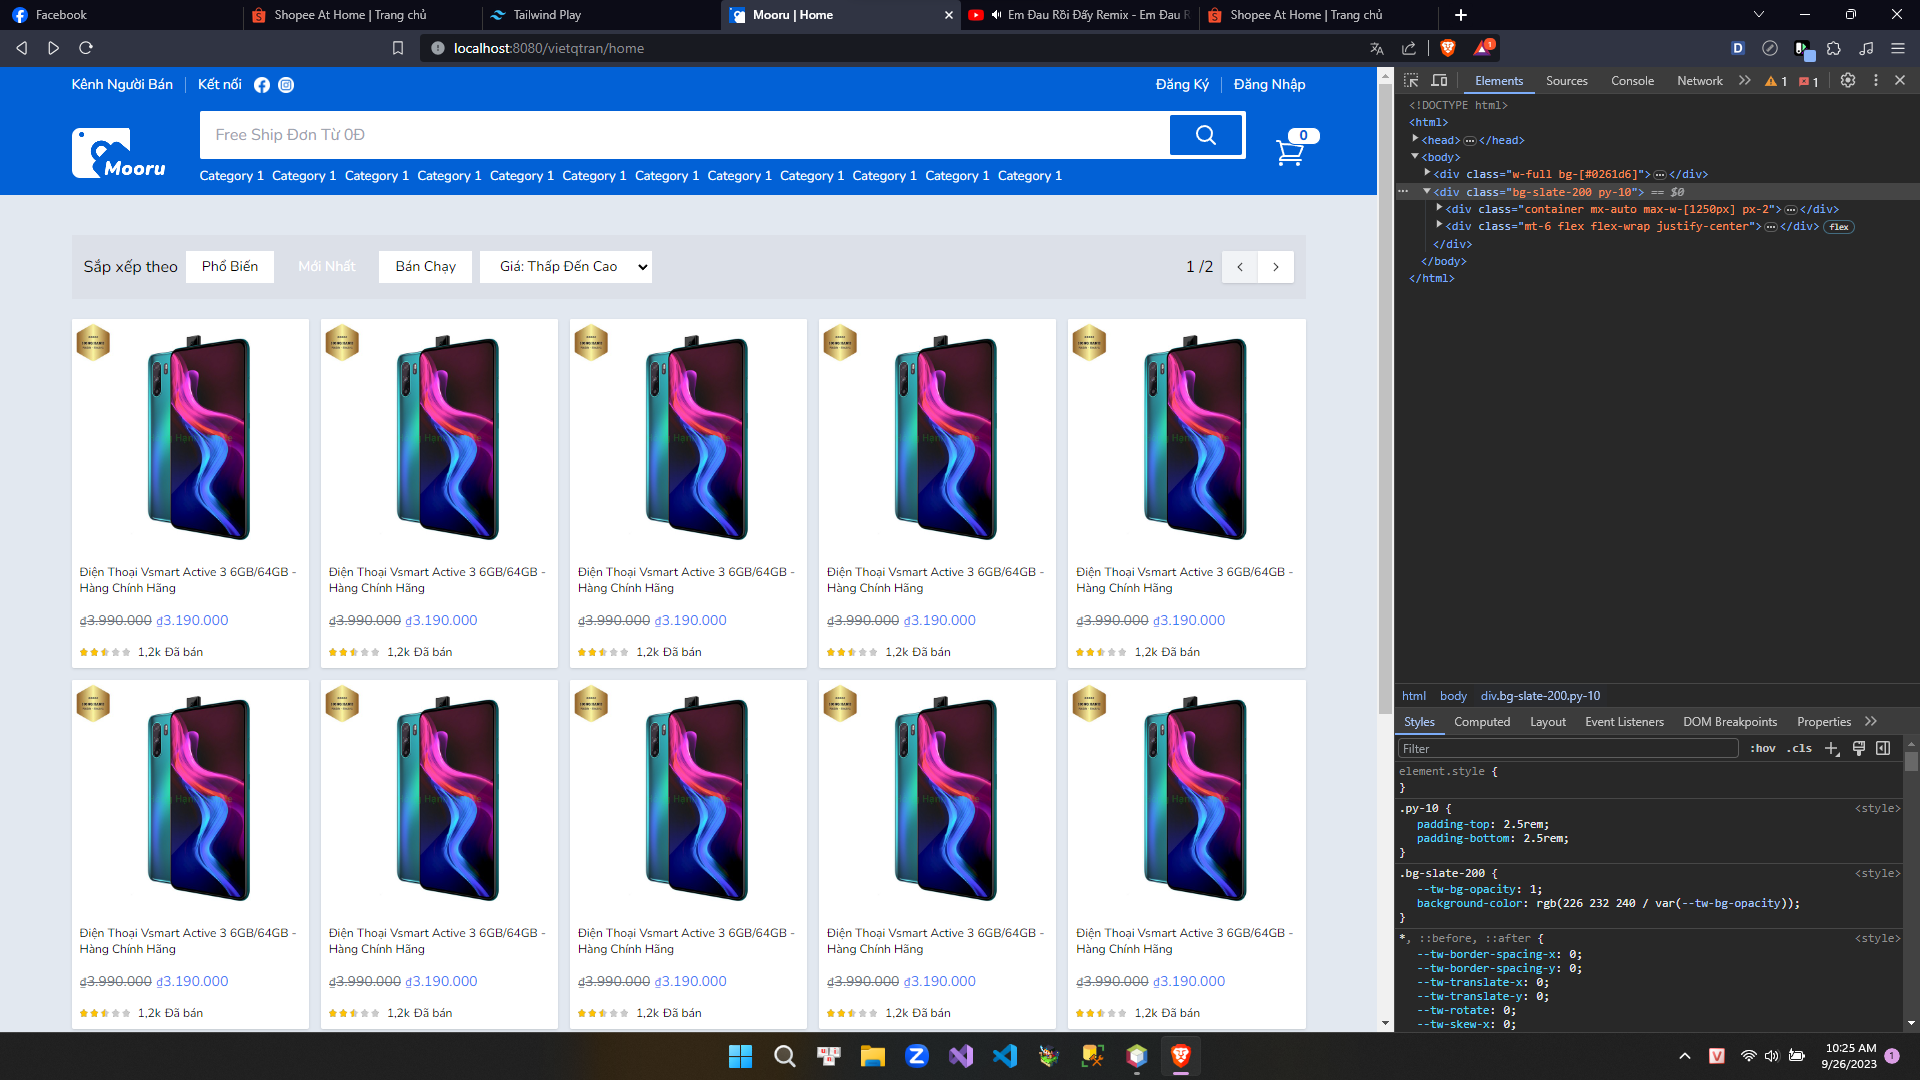 Facebook
Shopee At Home | Trang chủ
Tailwind Play
Mooru | Home
Em Đau Rồi Đấy Remix - Em Đau R
Shopee At Home | Trang chủ
localhost:8080/vietqtran/home
1
Kênh Người Bán
Kết nối
Đăng Ký
Đăng Nhập
Mooru
Free Ship Đơn Từ 0Đ
0
Category 1 Category 1 Category 1 Category 1 Category 1 Category 1 Category 1 Category 1 Category 1 Category 1 Category 1 Category 1
Sắp xếp theo
Phổ Biến
Mới Nhất
Bán Chạy
Giá: Thấp Đến Cao
1 /2
Điện Thoại Vsmart Active 3 6GB/64GB -
Hàng Chính Hãng
₫3.990.000 ₫3.190.000
1,2k Đã bán
Điện Thoại Vsmart Active 3 6GB/64GB -
Hàng Chính Hãng
₫3.990.000 ₫3.190.000
1,2k Đã bán
Điện Thoại Vsmart Active 3 6GB/64GB -
Hàng Chính Hãng
₫3.990.000 ₫3.190.000
1,2k Đã bán
Điện Thoại Vsmart Active 3 6GB/64GB -
Hàng Chính Hãng
₫3.990.000 ₫3.190.000
1,2k Đã bán
Điện Thoại Vsmart Active 3 6GB/64GB -
Hàng Chính Hãng
₫3.990.000 ₫3.190.000
1,2k Đã bán
Điện Thoại Vsmart Active 3 6GB/64GB -
Hàng Chính Hãng
₫3.990.000 ₫3.190.000
1,2k Đã bán
Điện Thoại Vsmart Active 3 6GB/64GB -
Hàng Chính Hãng
₫3.990.000 ₫3.190.000
1,2k Đã bán
Điện Thoại Vsmart Active 3 6GB/64GB -
Hàng Chính Hãng
₫3.990.000 ₫3.190.000
1,2k Đã bán
Điện Thoại Vsmart Active 3 6GB/64GB -
Hàng Chính Hãng
₫3.990.000 ₫3.190.000
1,2k Đã bán
Điện Thoại Vsmart Active 3 6GB/64GB -
Hàng Chính Hãng
₫3.990.000 ₫3.190.000
1,2k Đã bán
Elements Sources Console Network 1 1
<!DOCTYPE html>
<html>
<head> … </head>
<body>
<div class="w-full bg-[#0261d6]"> … </div>
<div class="bg-slate-200 py-10"> == $0
<div class="container mx-auto max-w-[1250px] px-2"> … </div>
<div class="mt-6 flex flex-wrap justify-center"> … </div> flex
</div>
</body>
</html>
html body div.bg-slate-200.py-10
Styles Computed Layout Event Listeners DOM Breakpoints Properties
Filter :hov .cls
element.style {
}
.py-10 { <style>
padding-top: 2.5rem;
padding-bottom: 2.5rem;
}
.bg-slate-200 { <style>
--tw-bg-opacity: 1;
background-color: rgb(226 232 240 / var(--tw-bg-opacity));
}
*, ::before, ::after { <style>
--tw-border-spacing-x: 0;
--tw-border-spacing-y: 0;
--tw-translate-x: 0;
--tw-translate-y: 0;
--tw-rotate: 0;
--tw-skew-x: 0;
10:25 AM
9/26/2023
1